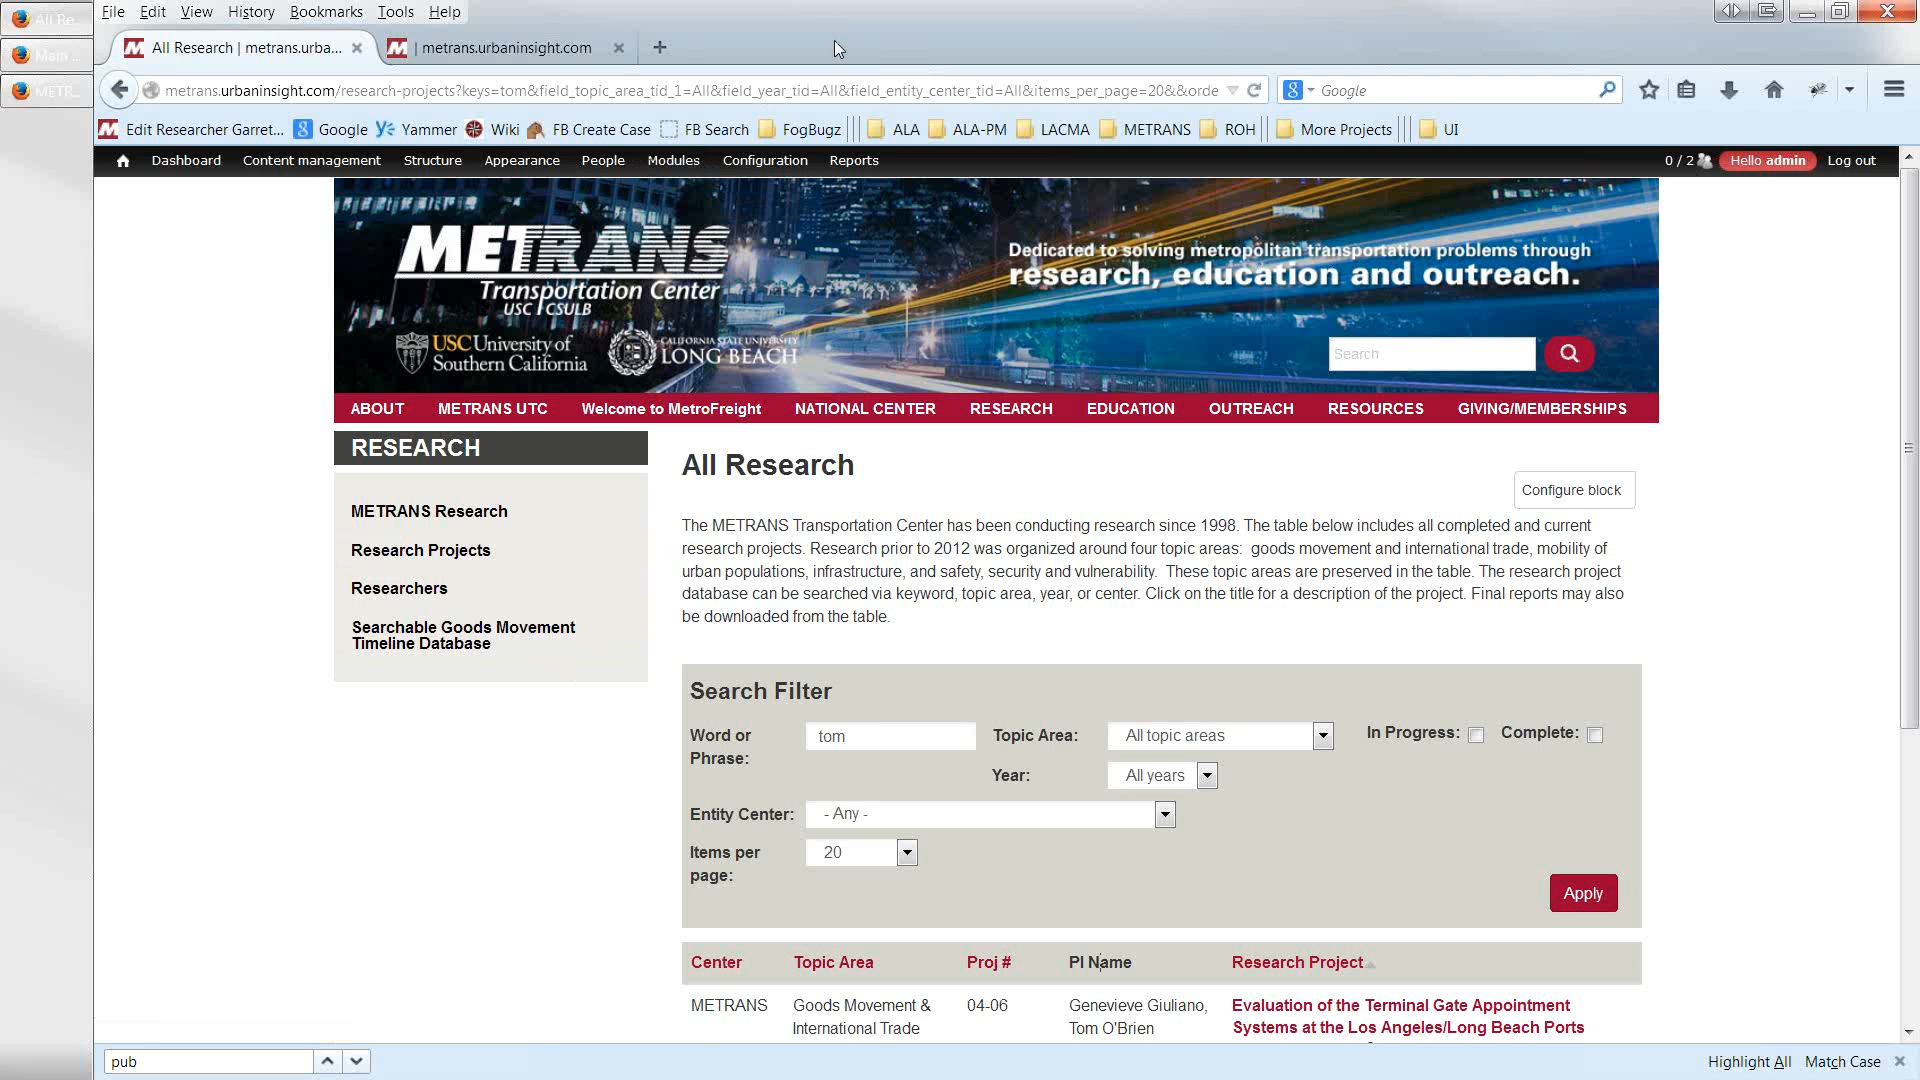 All Re...
Main ...
METR...
File Edit View History Bookmarks Tools Help
All Research | metrans.urba... | metrans.urbaninsight.com
metrans.urbaninsight.com/research-projects?keys=tom&field_topic_area_tid_1=All&field_year_tid=All&field_entity_center_tid=All&items_per_page=20&&orde Google
Edit Researcher Garret... Google Yammer Wiki FB Create Case FB Search FogBugz ALA ALA-PM LACMA METRANS ROH More Projects UI
Dashboard Content management Structure Appearance People Modules Configuration Reports 0 / 2 Hello admin Log out
METRANS
Transportation Center
USC | CSULB
Dedicated to solving metropolitan transportation problems through
research, education and outreach.
USC University of
Southern California
CALIFORNIA STATE UNIVERSITY
LONG BEACH
Search
ABOUT METRANS UTC Welcome to MetroFreight NATIONAL CENTER RESEARCH EDUCATION OUTREACH RESOURCES GIVING/MEMBERSHIPS
RESEARCH
METRANS Research
Research Projects
Researchers
Searchable Goods Movement
Timeline Database
All Research
Configure block
The METRANS Transportation Center has been conducting research since 1998. The table below includes all completed and current
research projects. Research prior to 2012 was organized around four topic areas: goods movement and international trade, mobility of
urban populations, infrastructure, and safety, security and vulnerability. These topic areas are preserved in the table. The research project
database can be searched via keyword, topic area, year, or center. Click on the title for a description of the project. Final reports may also
be downloaded from the table.
Search Filter
Word or
Phrase:
tom
Topic Area: All topic areas
In Progress: Complete:
Year: All years
Entity Center: - Any -
Items per
page:
20
Apply
Center Topic Area Proj # PI Name Research Project
METRANS Goods Movement & 04-06 Genevieve Giuliano, Evaluation of the Terminal Gate Appointment
International Trade Tom O'Brien Systems at the Los Angeles/Long Beach Ports
pub Highlight All Match Case